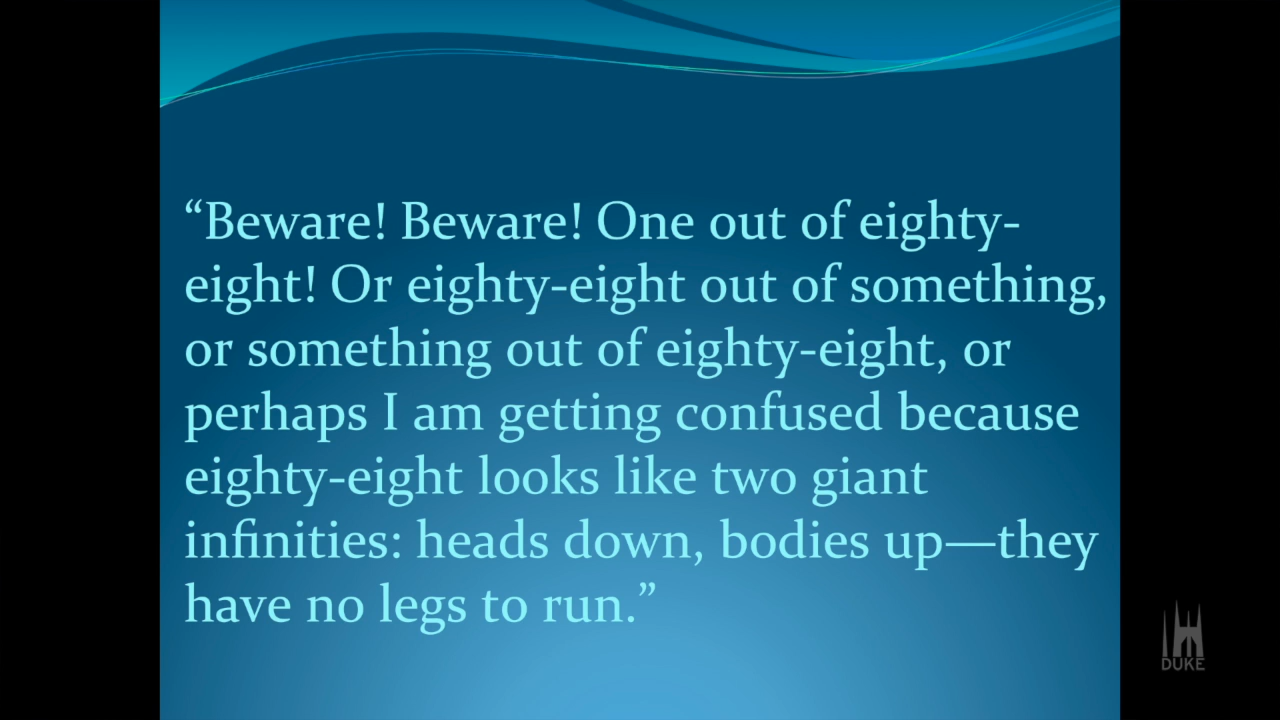 “Beware! Beware! One out of eighty-
eight! Or eighty-eight out of something,
or something out of eighty-eight, or
perhaps I am getting confused because
eighty-eight looks like two giant
infinities: heads down, bodies up—they
have no legs to run.”
DUKE